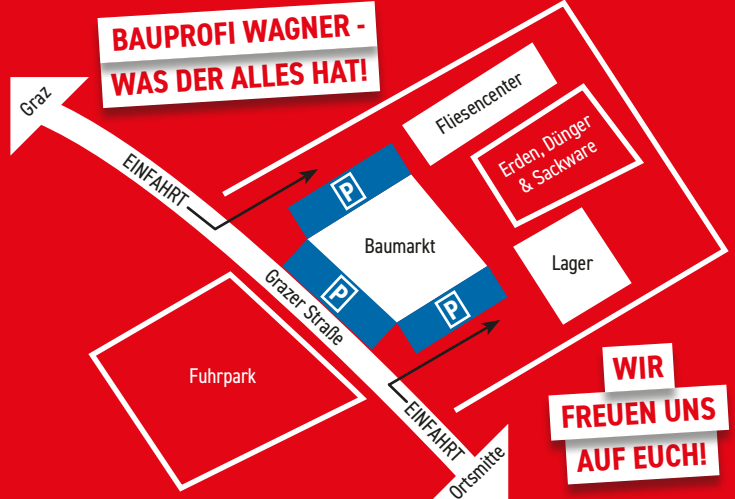 BAUPROFI WAGNER -
WAS DER ALLES HAT!
Graz
EINFAHRT
Fliesencenter
Erden, Dünger
& Sackware
P
Baumarkt
Lager
P
P
Grazer Straße
Fuhrpark
EINFAHRT
Ortsmitte
WIR
FREUEN UNS
AUF EUCH!